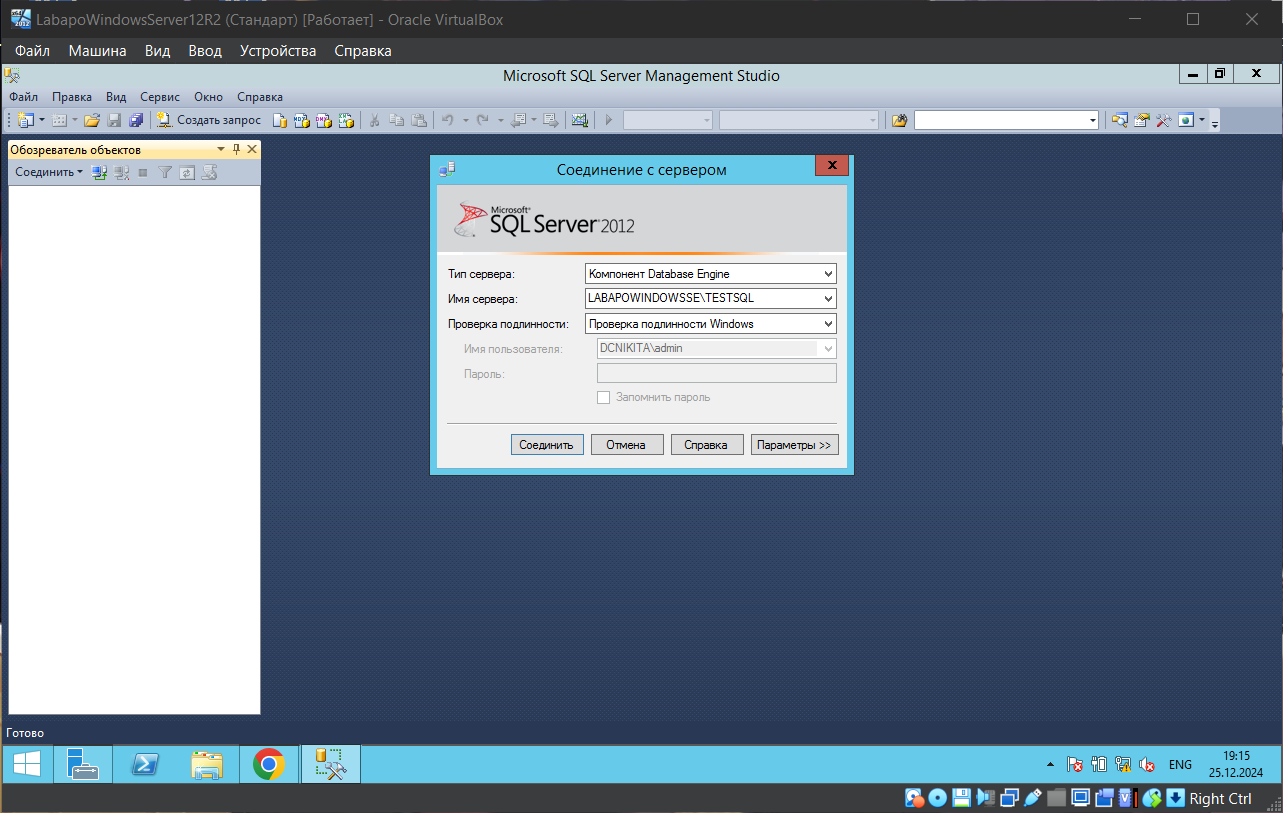 LabapoWindowsServer12R2 (Стандарт) [Работает] - Oracle VirtualBox
Файл Машина Вид Ввод Устройства Справка
Microsoft SQL Server Management Studio
Файл Правка Вид Сервис Окно Справка
Создать запрос
Обозреватель объектов
Соединить
Соединение с сервером
Microsoft
SQL Server 2012
Тип сервера: Компонент Database Engine
Имя сервера: LABAPOWINDOWSSE\TESTSQL
Проверка подлинности: Проверка подлинности Windows
Имя пользователя: DCNIKITA\admin
Пароль:
Запомнить пароль
Соединить Отмена Справка Параметры >>
Готово
ENG
19:15
25.12.2024
Right Ctrl